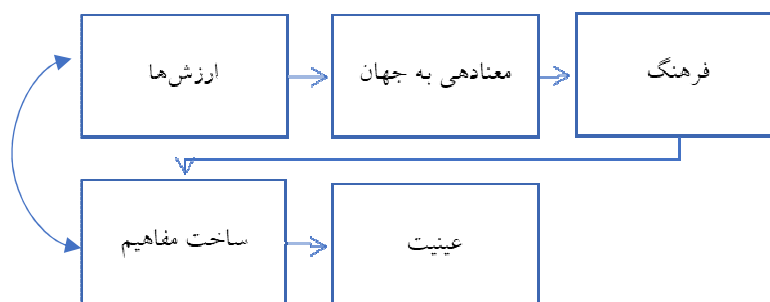 ارزش‌ها
معنادهی به جهان
فرهنگ
ساخت مفاهیم
عینیت